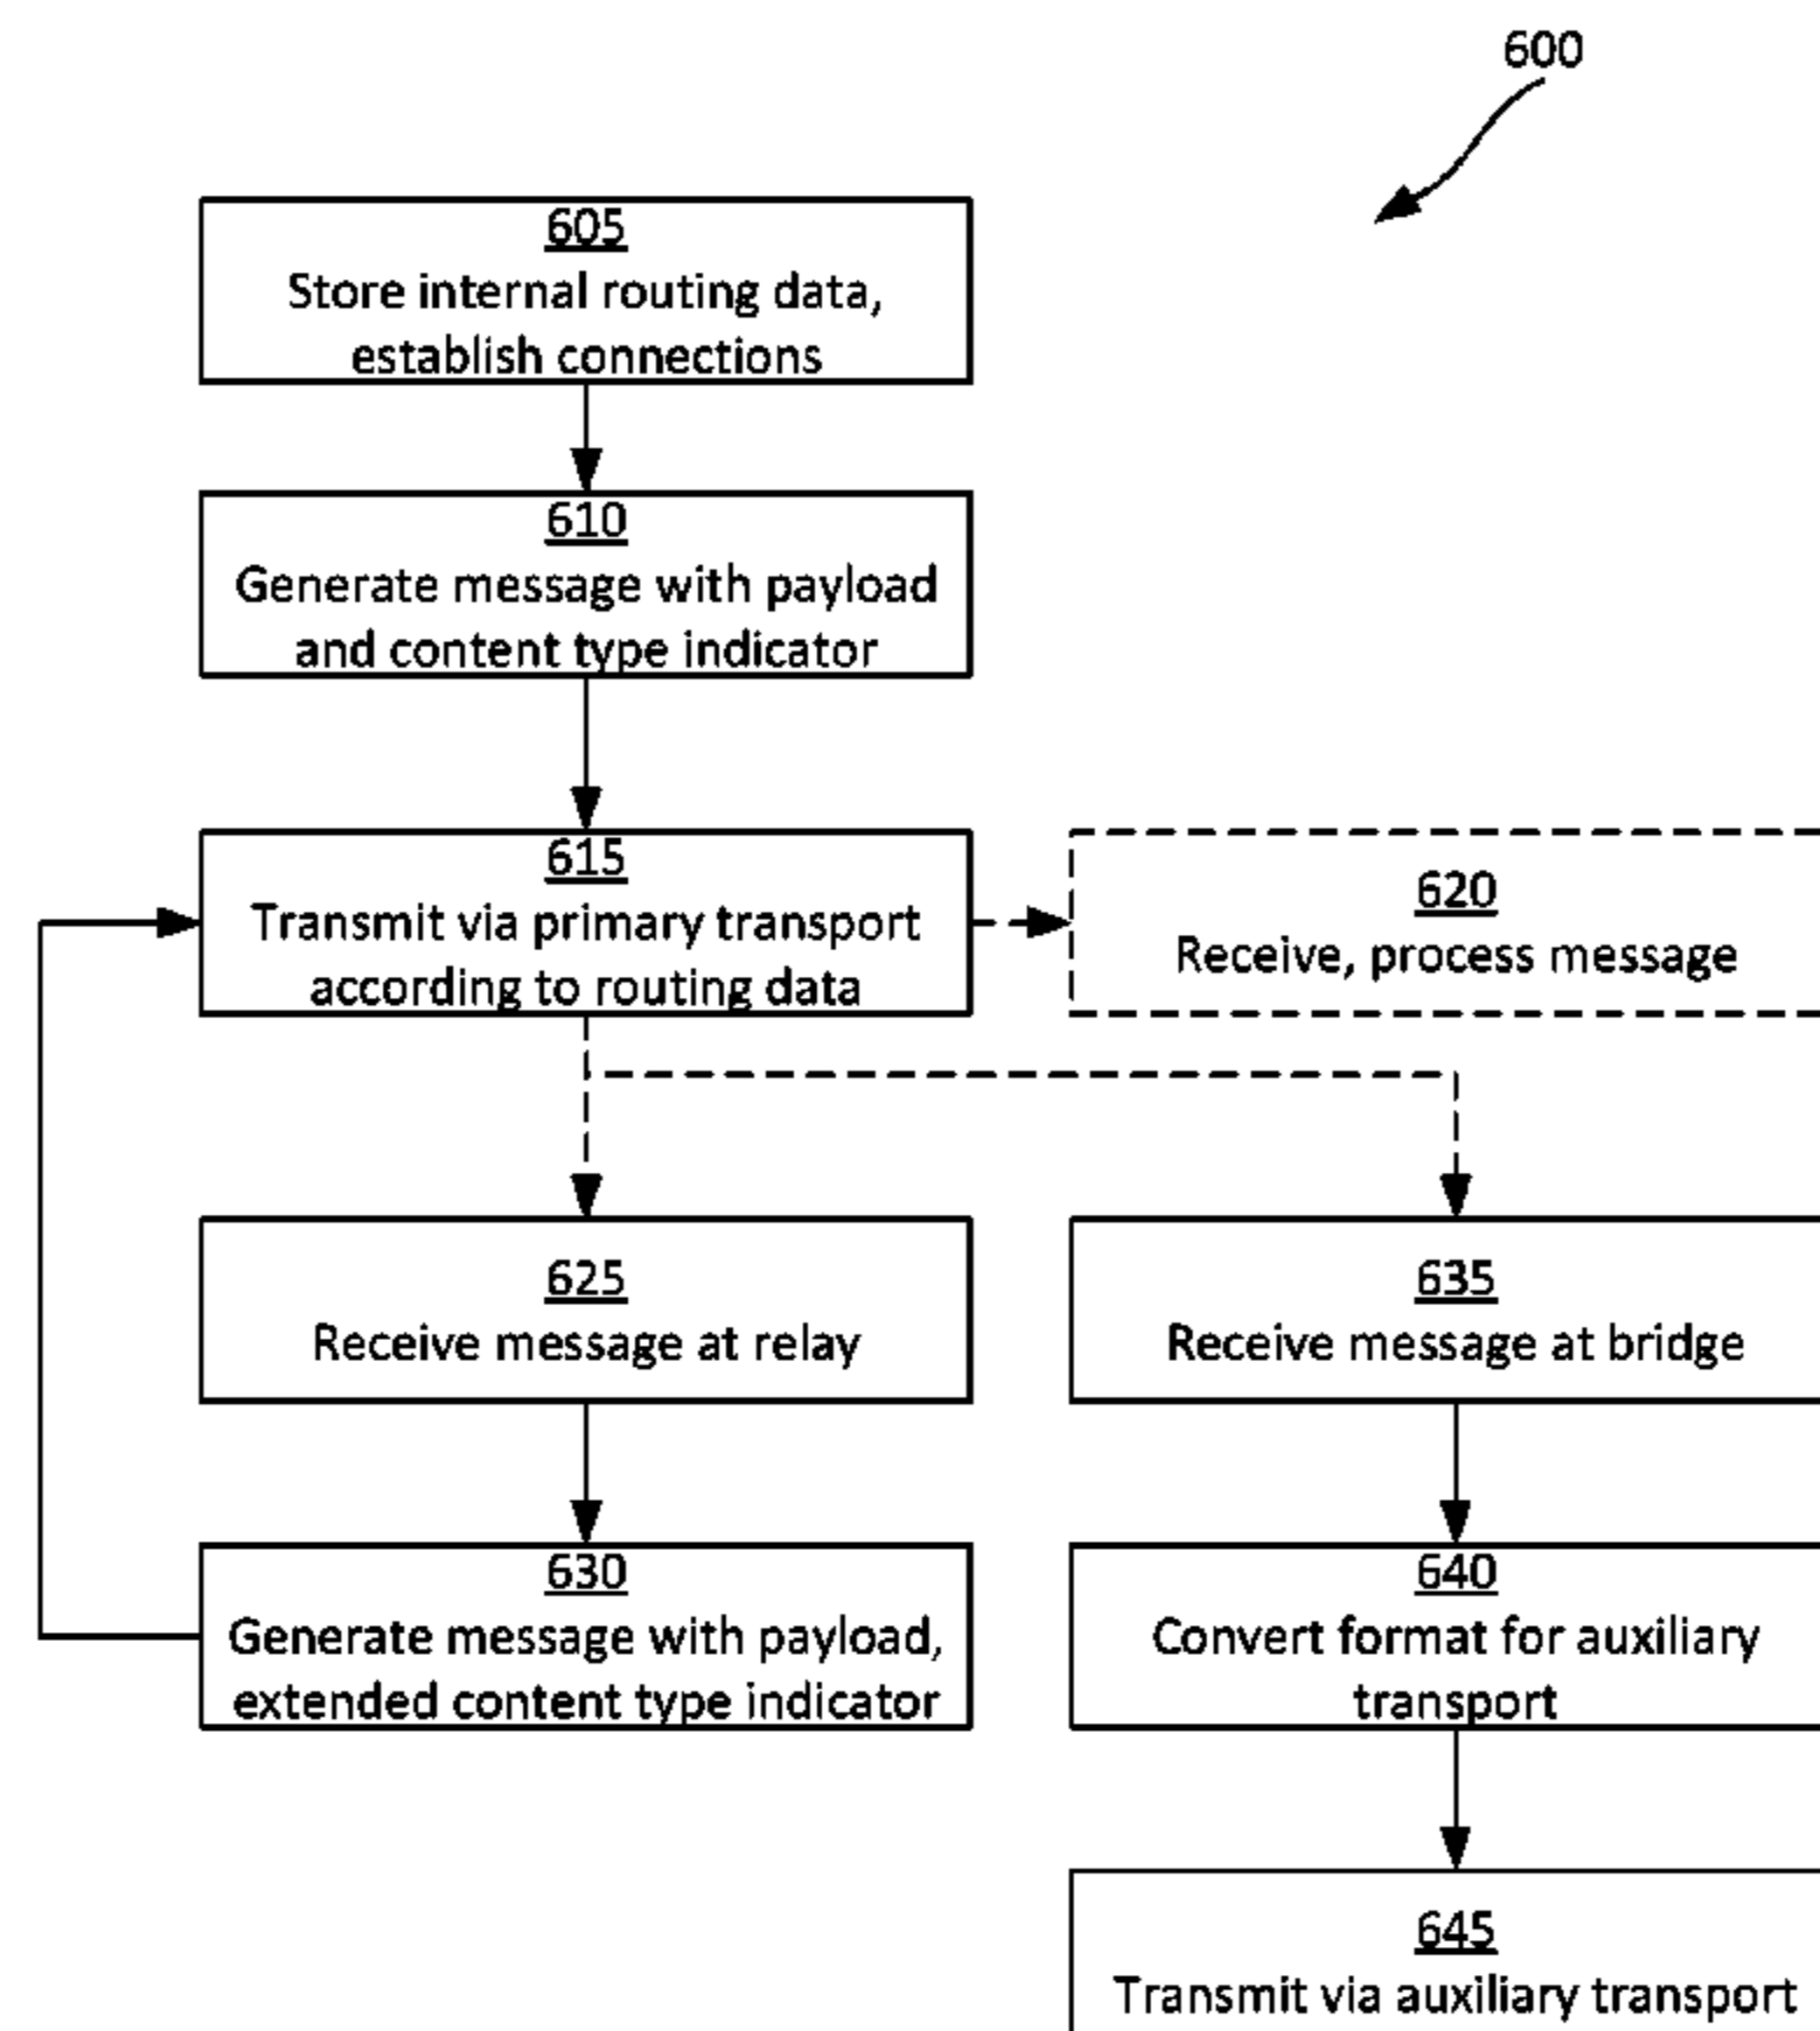 600
605
Store internal routing data,
establish connections
610
Generate message with payload
and content type indicator
615
Transmit via primary transport
according to routing data
620
Receive, process message
625
Receive message at relay
635
Receive message at bridge
630
Generate message with payload,
extended content type indicator
640
Convert format for auxiliary
transport
645
Transmit via auxiliary transport